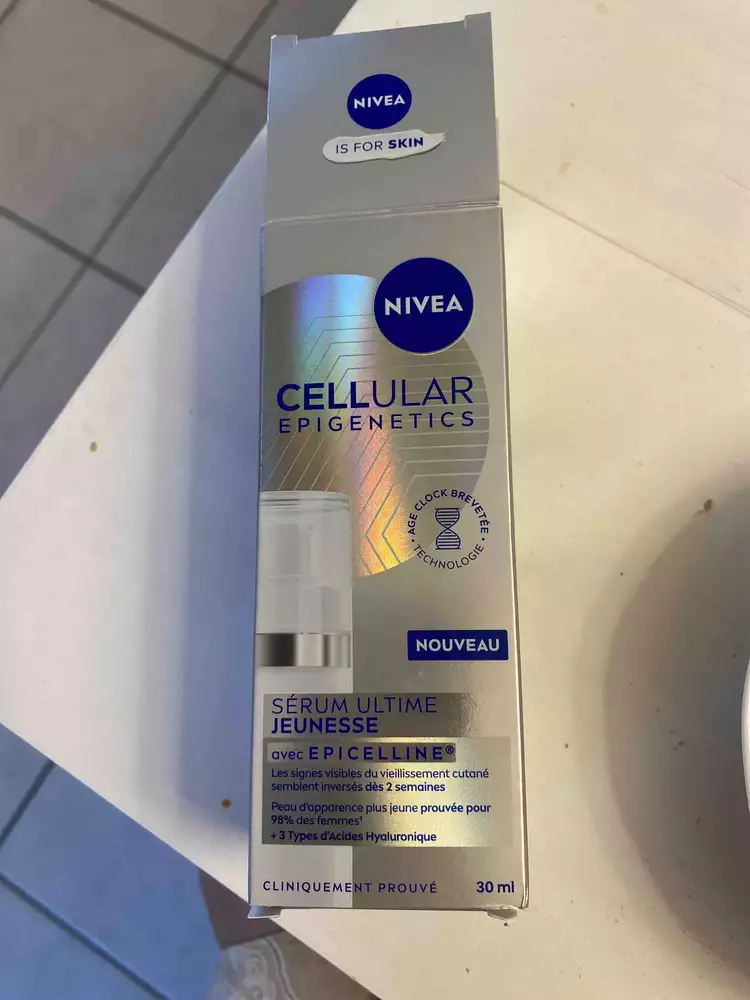 NIVEA
IS FOR SKIN
NIVEA
CELLULAR
EPIGENETICS
AGE CLOCK BREVETÉE
• TECHNOLOGIE •
NOUVEAU
SÉRUM ULTIME
JEUNESSE
avec EPICELLINE®
Les signes visibles du vieillissement cutané
semblent inversés dès 2 semaines
Peau d'apparence plus jeune prouvée pour
98% des femmes¹
+ 3 Types d'Acides Hyaluronique
CLINIQUEMENT PROUVÉ 30 ml